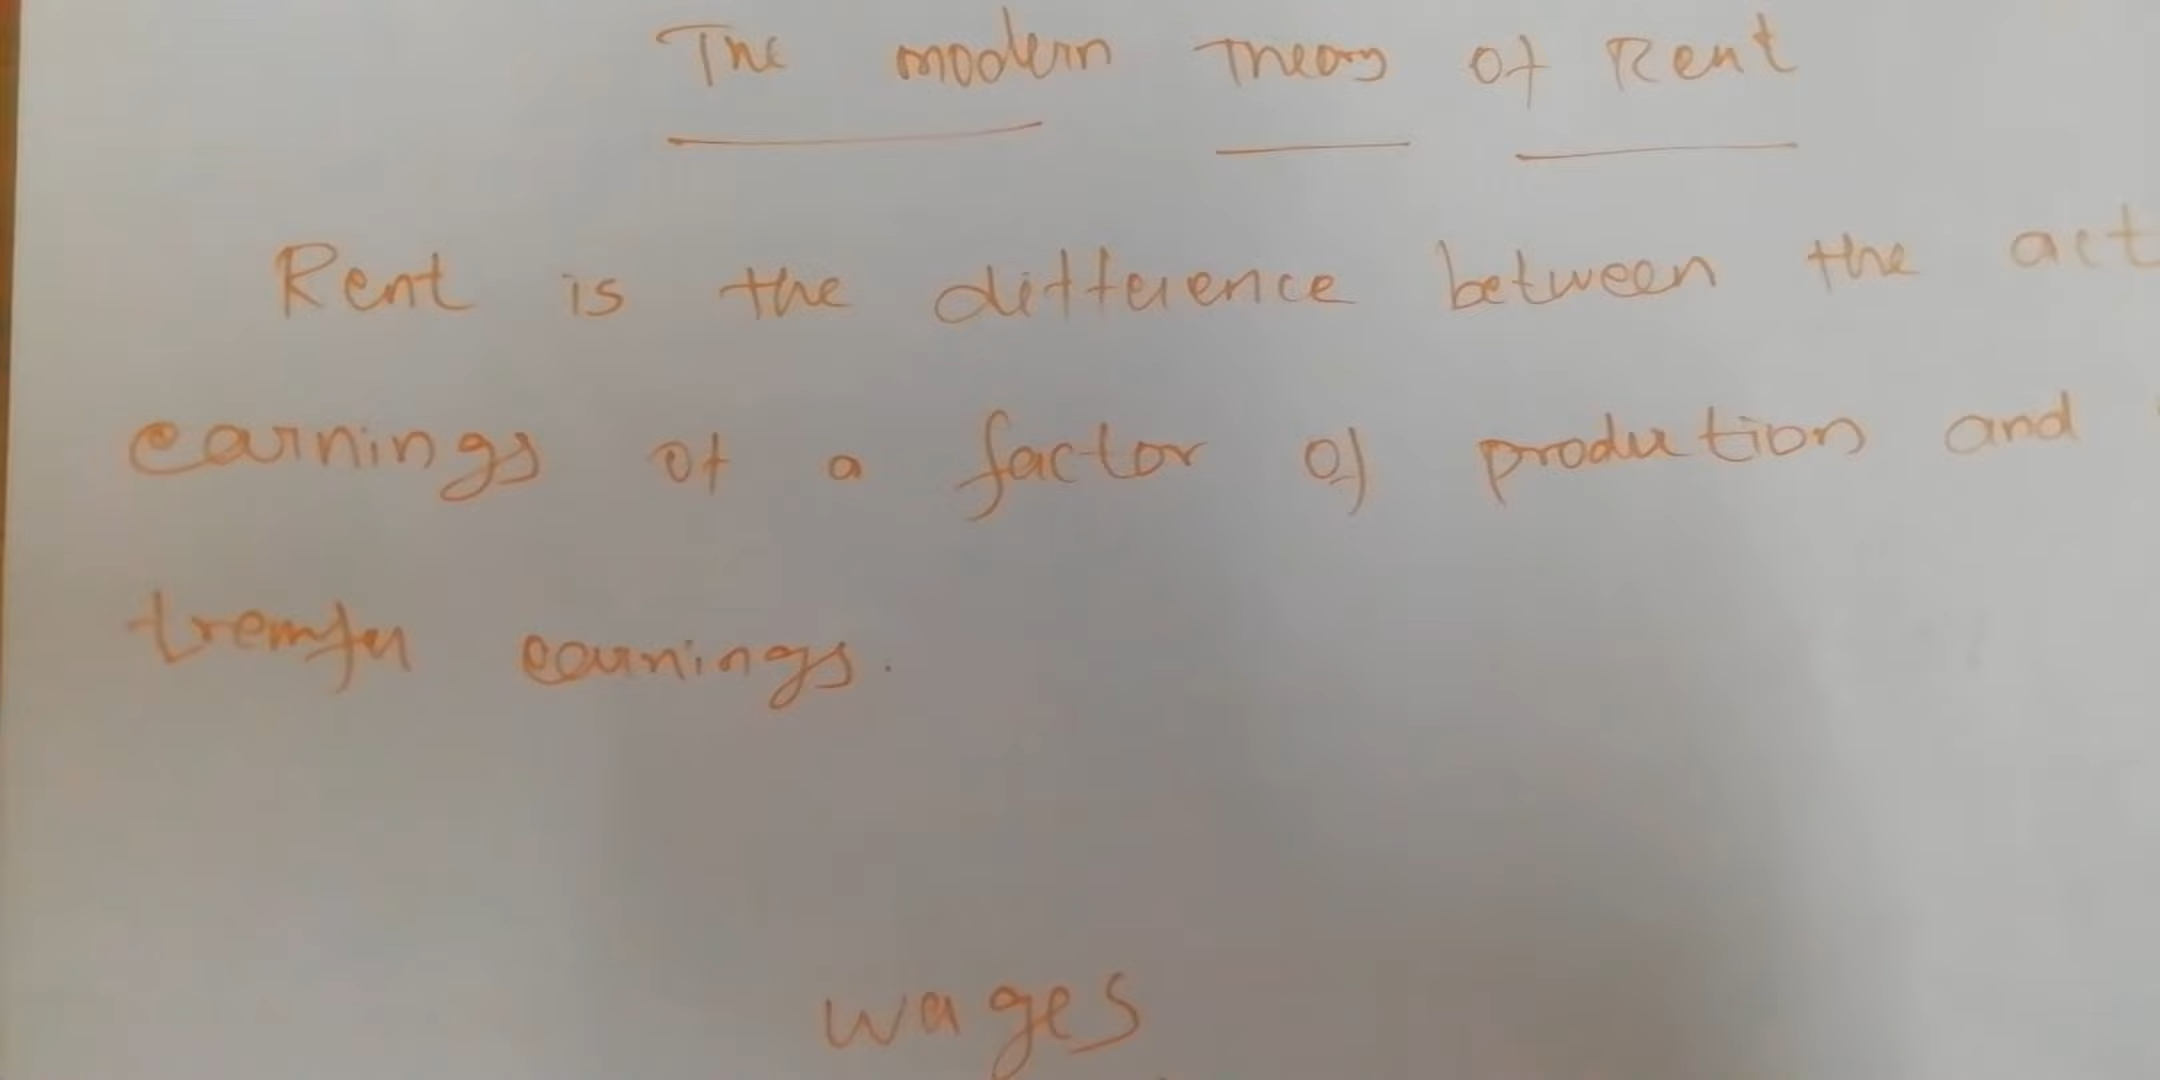 The modern Theory of Rent
Rent is the difference between the act
earnings of a factor of production and
earnings.
wages